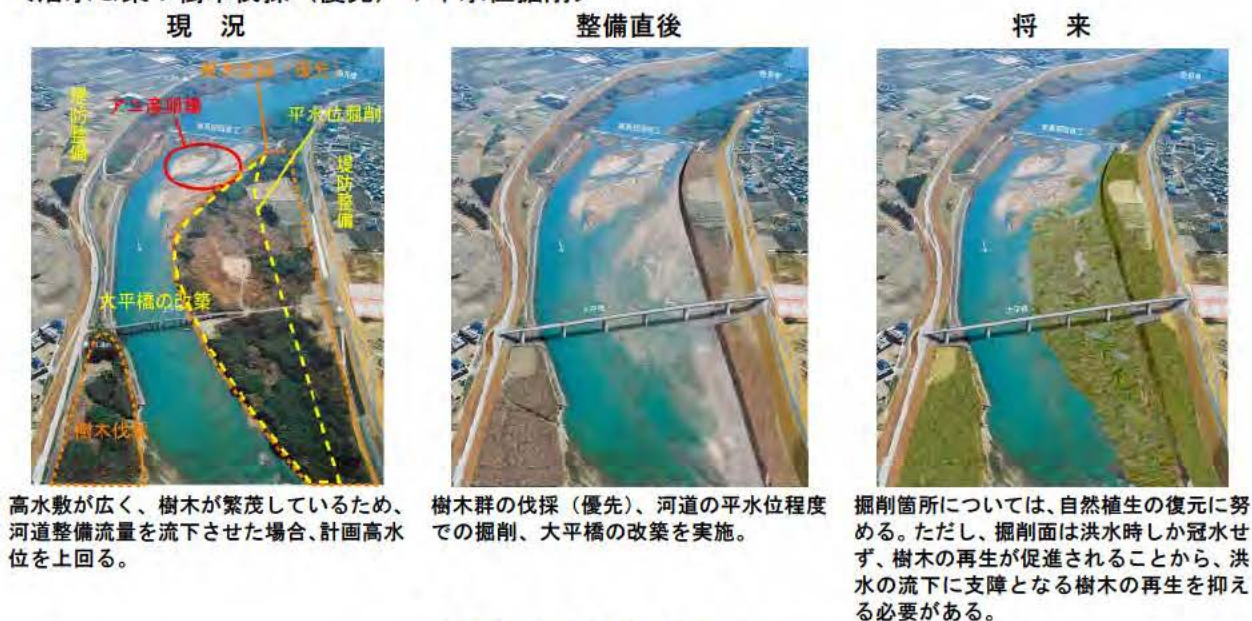 現 況
整備直後
将 来
堤防整備
平水位掘削
堤防整備
大平橋の改築
樹木伐採
大平橋
高水敷が広く、樹木が繁茂しているため、
河道整備流量を流下させた場合、計画高水
位を上回る。
樹木群の伐採（優先）、河道の平水位程度
での掘削、大平橋の改築を実施。
掘削箇所については、自然植生の復元に努
める。ただし、掘削面は洪水時しか冠水せ
ず、樹木の再生が促進されることから、洪
水の流下に支障となる樹木の再生を抑え
る必要がある。